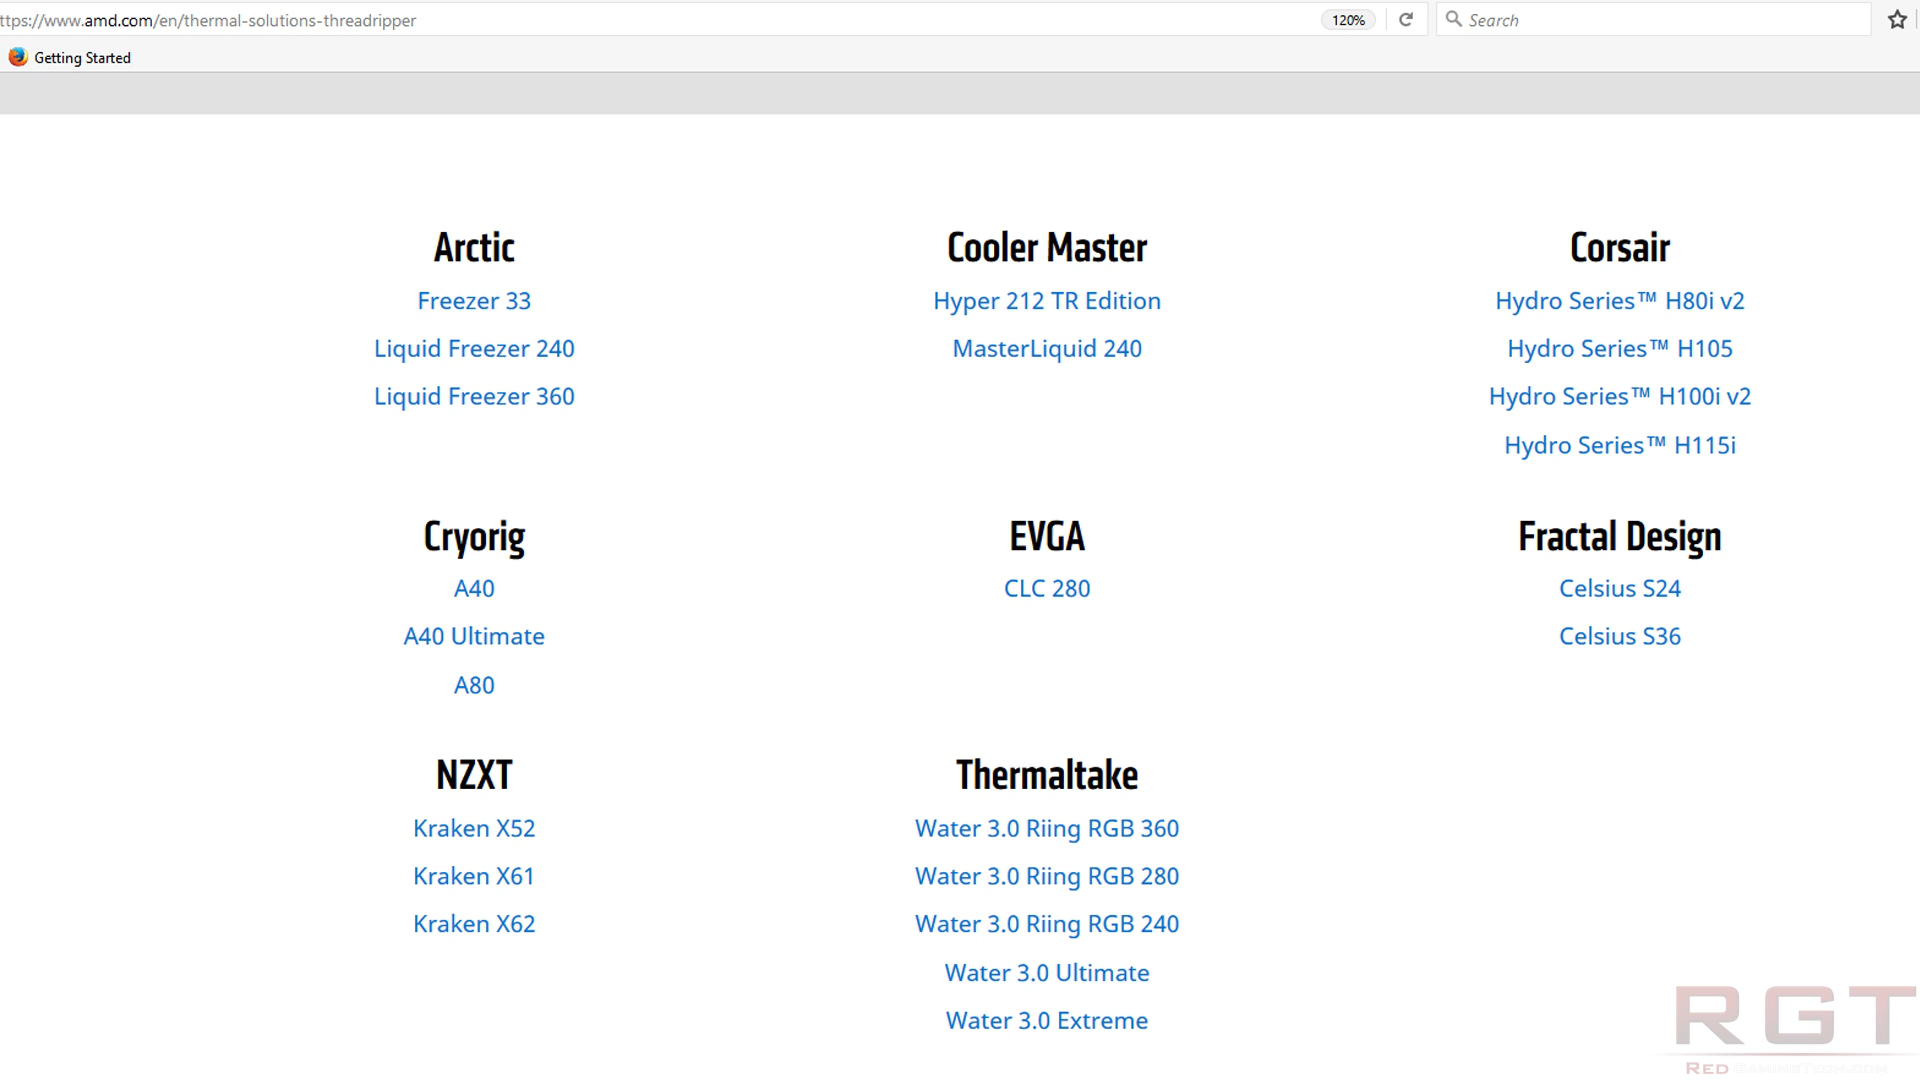 ttps://www.amd.com/en/thermal-solutions-threadripper
120%
Search
Getting Started
Arctic
Freezer 33
Liquid Freezer 240
Liquid Freezer 360
Cooler Master
Hyper 212 TR Edition
MasterLiquid 240
Corsair
Hydro Series™ H80i v2
Hydro Series™ H105
Hydro Series™ H100i v2
Hydro Series™ H115i
Cryorig
A40
A40 Ultimate
A80
EVGA
CLC 280
Fractal Design
Celsius S24
Celsius S36
NZXT
Kraken X52
Kraken X61
Kraken X62
Thermaltake
Water 3.0 Riing RGB 360
Water 3.0 Riing RGB 280
Water 3.0 Riing RGB 240
Water 3.0 Ultimate
Water 3.0 Extreme
RGT
RED